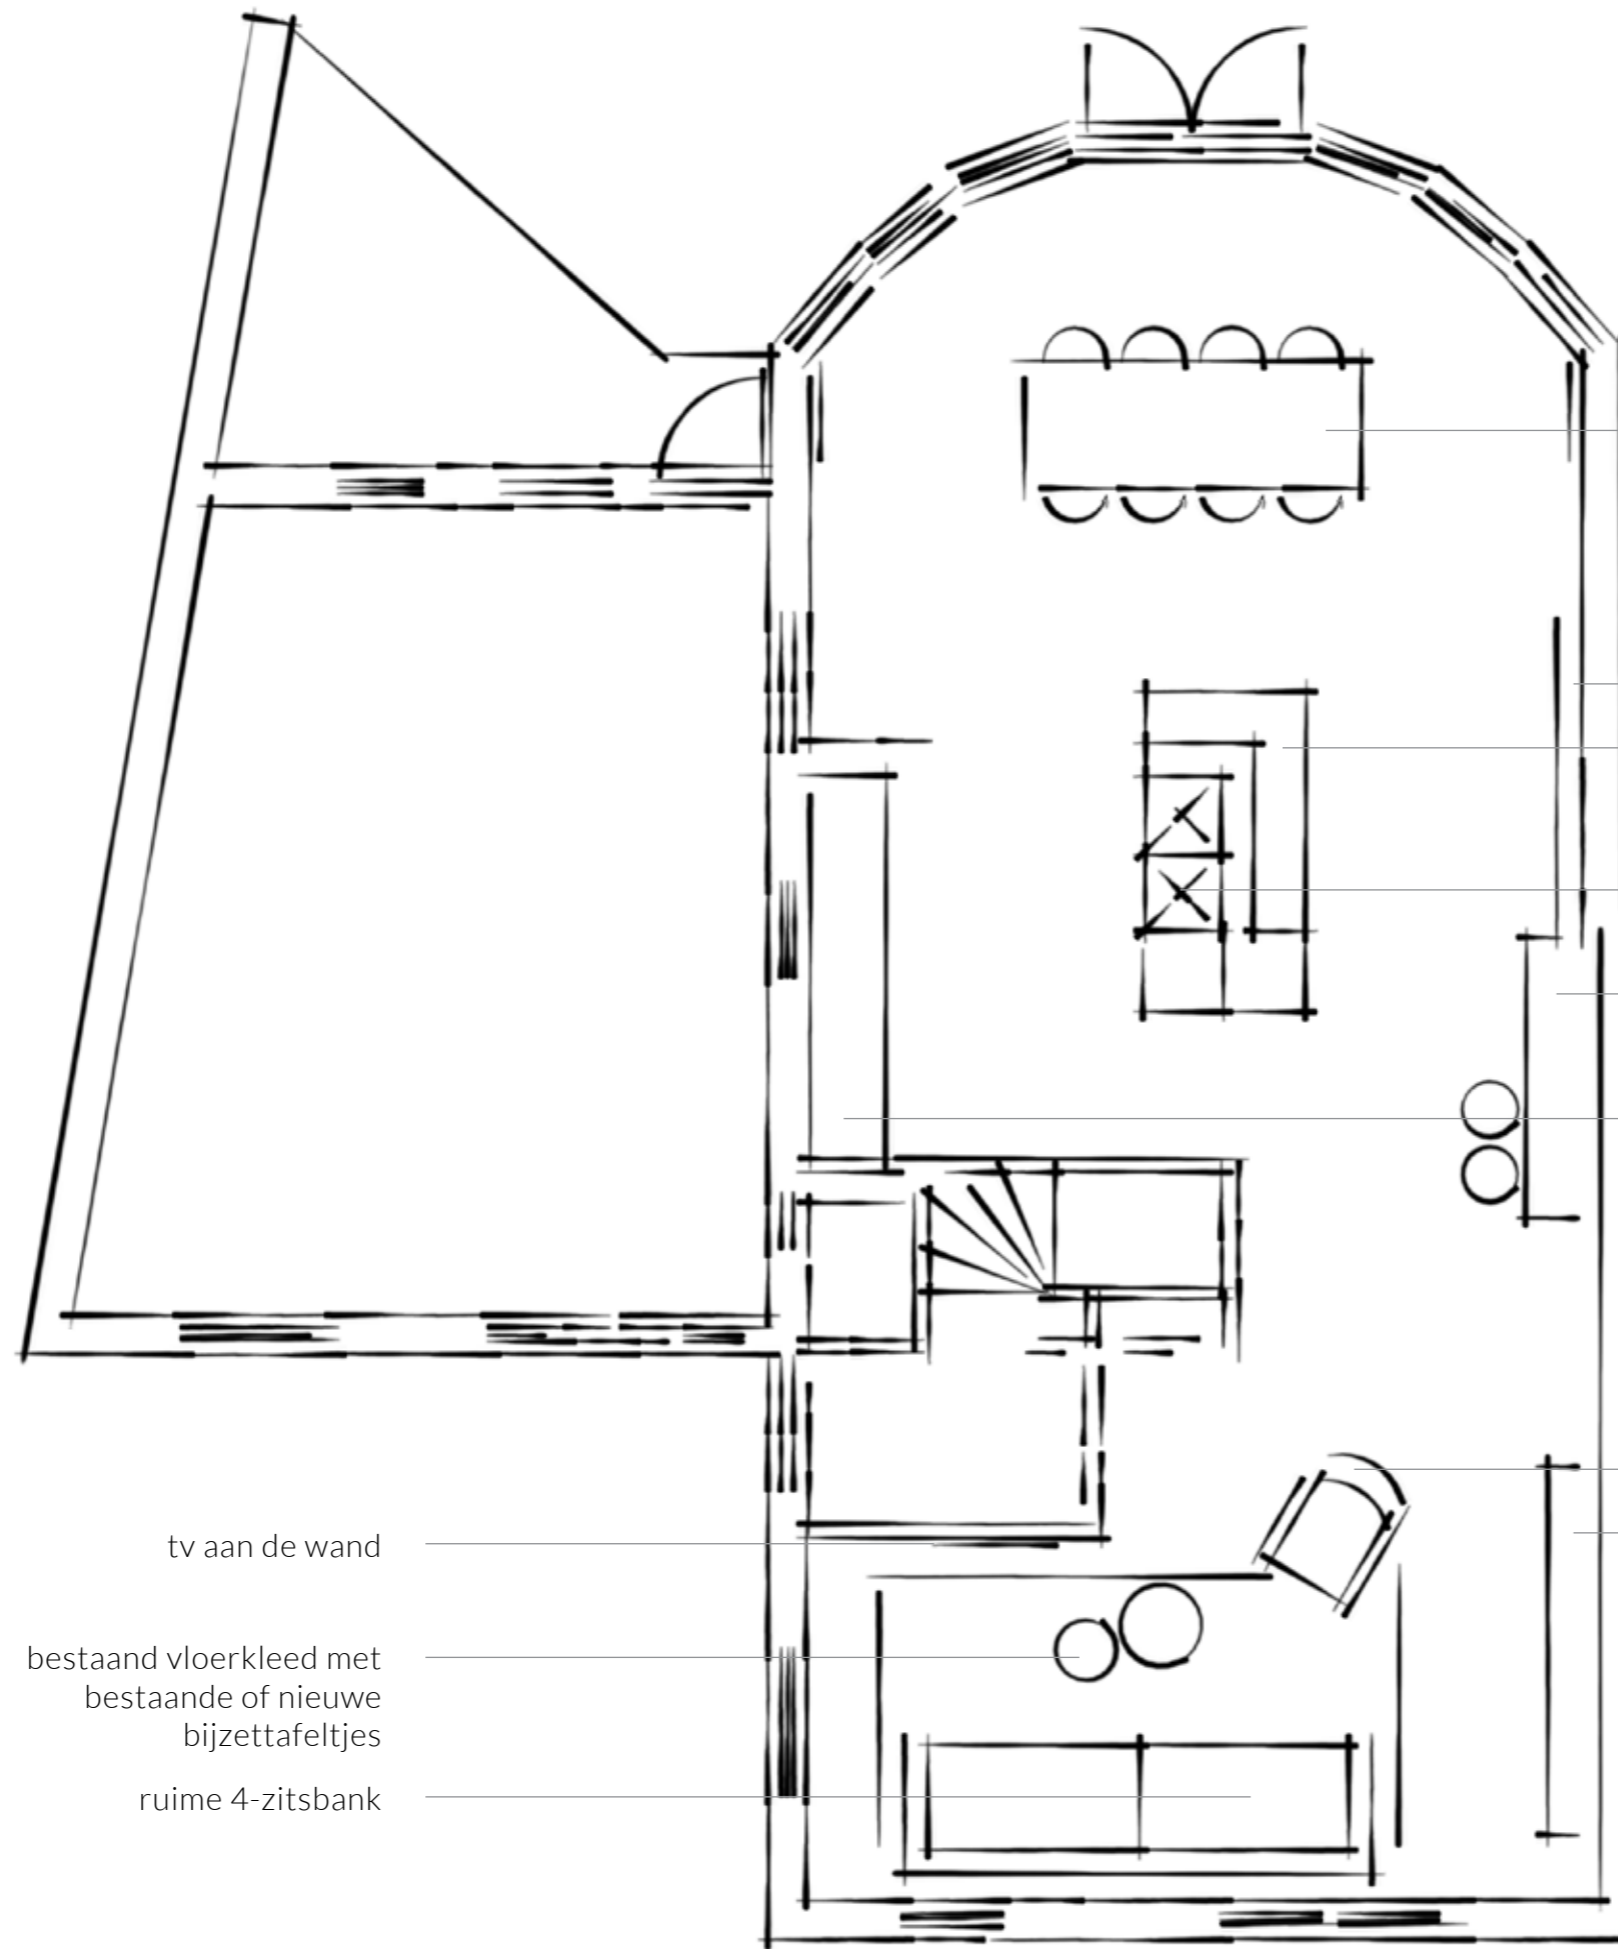 tv aan de wand
bestaand vloerkleed met
bestaande of nieuwe
bijzettafeltjes
ruime 4-zitsbank